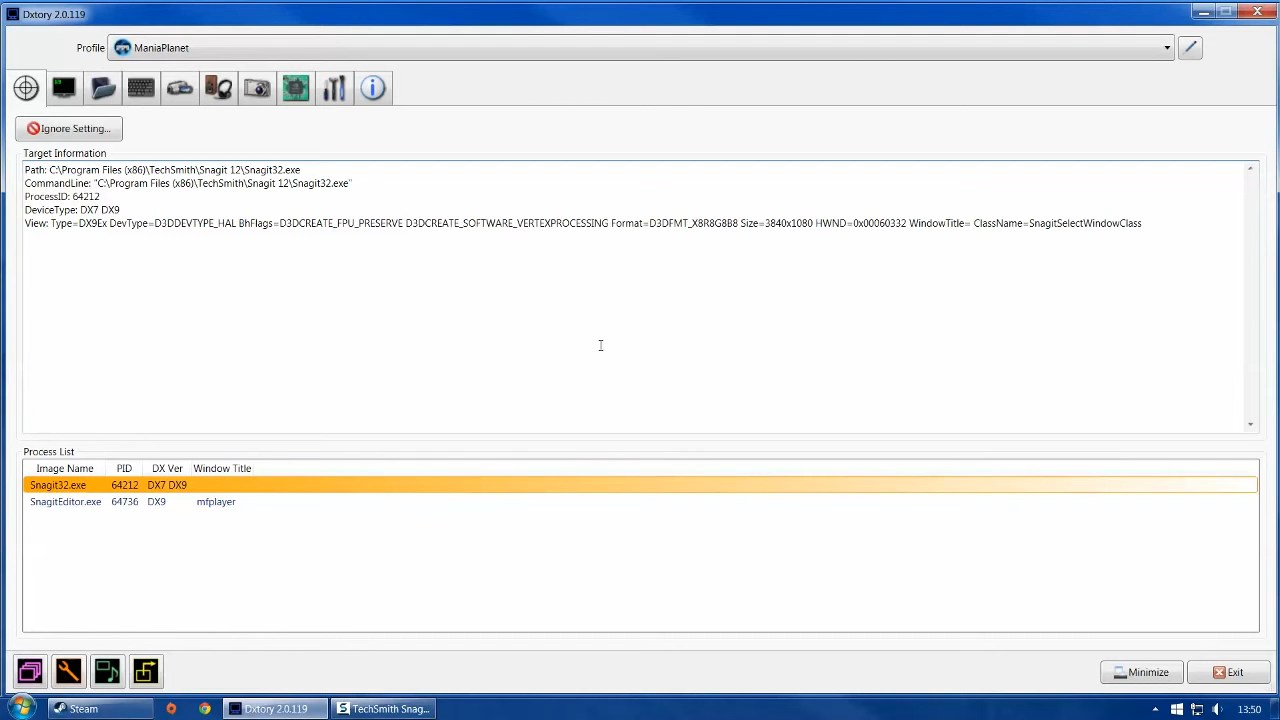 Dxtory 2.0.119
Profile
ManiaPlanet
Ignore Setting...
Target Information
Path: C:\Program Files (x86)\TechSmith\Snagit 12\Snagit32.exe
CommandLine: "C:\Program Files (x86)\TechSmith\Snagit 12\Snagit32.exe"
ProcessID: 64212
DeviceType: DX7 DX9
View: Type=DX9Ex DevType=D3DDEVTYPE_HAL BhFlags=D3DCREATE_FPU_PRESERVE D3DCREATE_SOFTWARE_VERTEXPROCESSING Format=D3DFMT_X8R8G8B8 Size=3840x1080 HWND=0x00060332 WindowTitle= ClassName=SnagitSelectWindowClass
Process List
Image Name PID DX Ver Window Title
Snagit32.exe 64212 DX7 DX9
SnagitEditor.exe 64736 DX9 mfplayer
Minimize Exit
Steam Dxtory 2.0.119 TechSmith Snag... 13:50